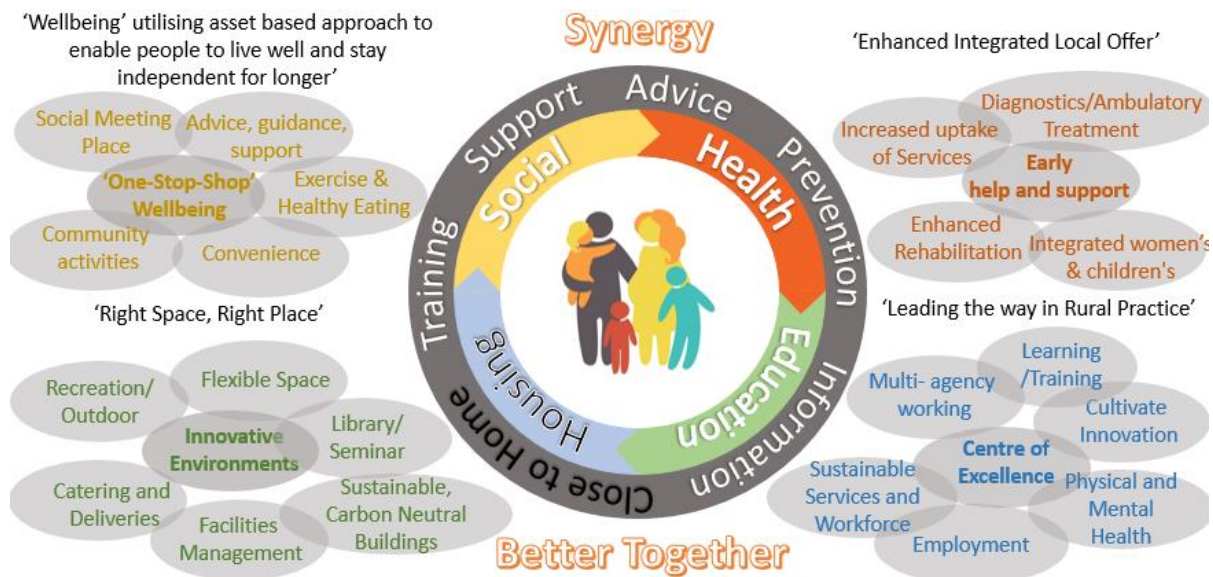 'Wellbeing' utilising asset based approach to
enable people to live well and stay
independent for longer'
Social Meeting
Place
Advice, guidance,
support
'One-Stop-Shop'
Wellbeing
Exercise &
Healthy Eating
Community
activities
Convenience
'Right Space, Right Place'
Recreation/
Outdoor
Flexible Space
Innovative
Environments
Library/
Seminar
Catering and
Deliveries
Facilities
Management
Sustainable,
Carbon Neutral
Buildings
Synergy
Training
Support
Advice
Prevention
Information
Close to Home
Social
Health
Education
Housing
Better Together
'Enhanced Integrated Local Offer'
Increased uptake
of Services
Diagnostics/Ambulatory
Treatment
Early
help and support
Enhanced
Rehabilitation
Integrated women's
& children's
'Leading the way in Rural Practice'
Multi- agency
working
Learning
/Training
Cultivate
Innovation
Centre of
Excellence
Sustainable
Services and
Workforce
Physical and
Mental
Health
Employment